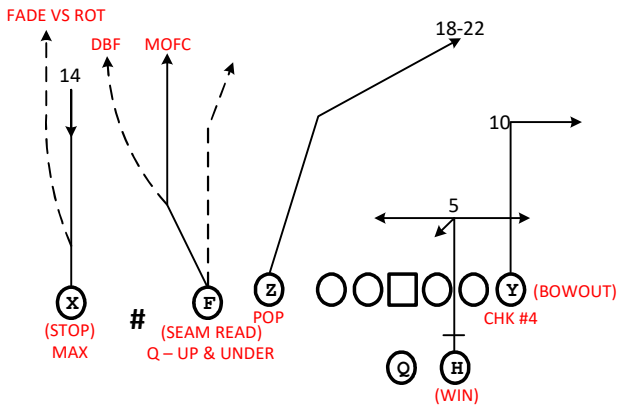 FADE VS ROT
18-22
DBF
MOFC
14
10
5
X
F
Z
Y
(BOWOUT)
#
(STOP)
MAX
(SEAM READ)
Q – UP & UNDER
POP
CHK #4
Q
H
(WIN)